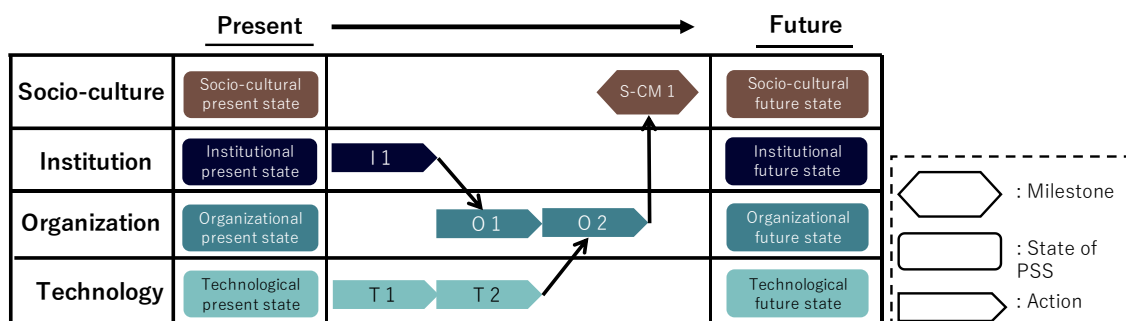 Present
Future
Socio-culture
Socio-cultural
present state
S-CM 1
Socio-cultural
future state
Institution
Institutional
present state
I 1
Institutional
future state
Organization
Organizational
present state
O 1
O 2
Organizational
future state
Technology
Technological
present state
T 1
T 2
Technological
future state
: Milestone
: State of
PSS
: Action